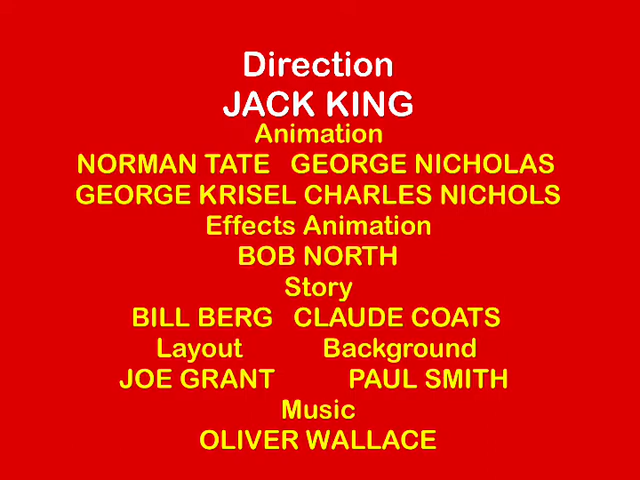 Direction
JACK KING
Animation
NORMAN TATE GEORGE NICHOLAS
GEORGE KRISEL CHARLES NICHOLS
Effects Animation
BOB NORTH
Story
BILL BERG CLAUDE COATS
Layout Background
JOE GRANT PAUL SMITH
Music
OLIVER WALLACE